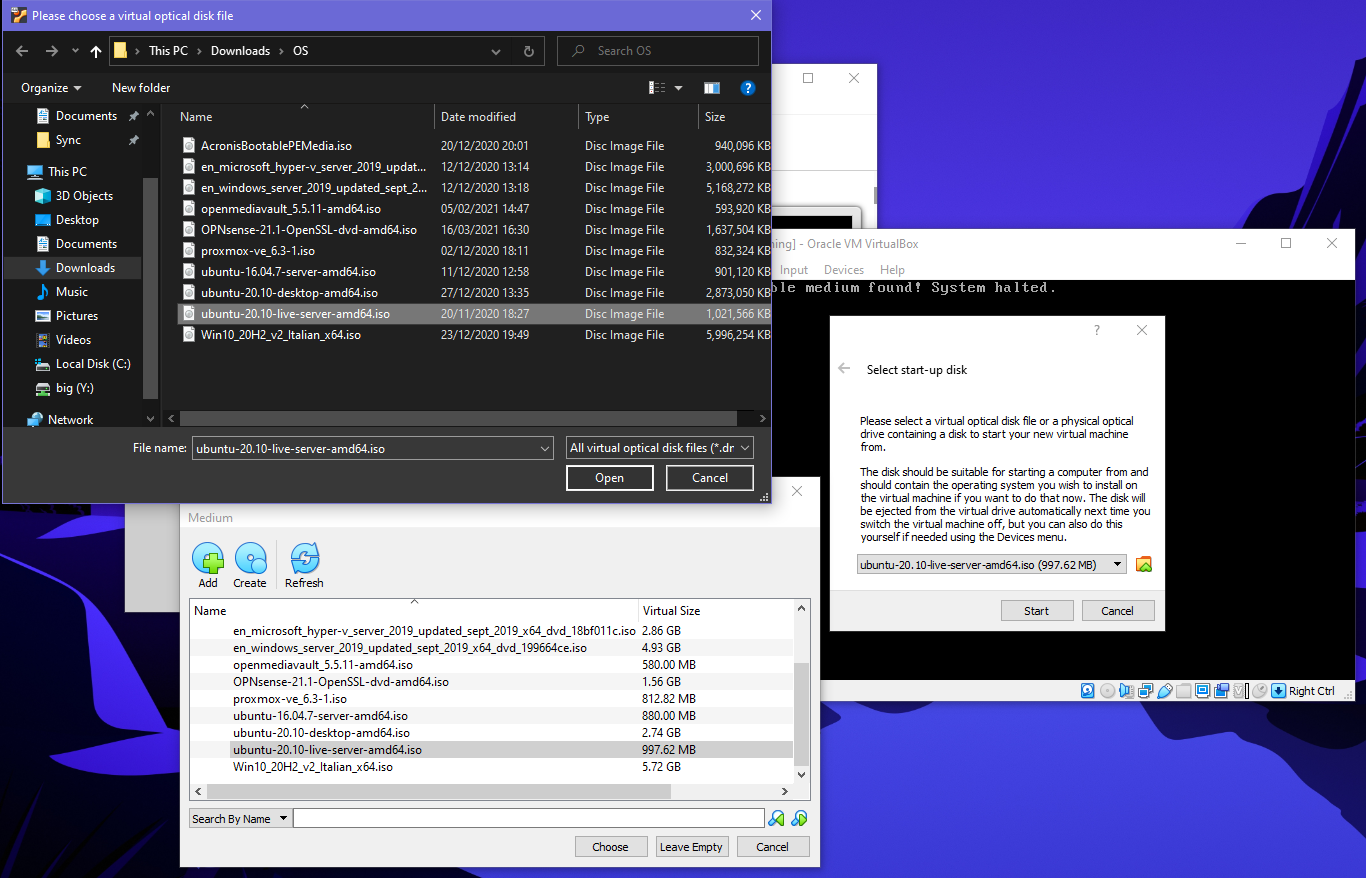 Please choose a virtual optical disk file
This PC > Downloads > OS
Search OS
Organize
New folder
Documents
Sync
This PC
3D Objects
Desktop
Documents
Downloads
Music
Pictures
Videos
Local Disk (C:)
big (Y:)
Network
Name Date modified Type Size
AcronisBootablePEMedia.iso 20/12/2020 20:01 Disc Image File 940,096 KB
en_microsoft_hyper-v_server_2019_updat... 12/12/2020 13:14 Disc Image File 3,000,696 KB
en_windows_server_2019_updated_sept_2... 12/12/2020 13:18 Disc Image File 5,168,272 KB
openmediavault_5.5.11-amd64.iso 05/02/2021 14:47 Disc Image File 593,920 KB
OPNsense-21.1-OpenSSL-dvd-amd64.iso 16/03/2021 16:30 Disc Image File 1,637,504 KB
proxmox-ve_6.3-1.iso 02/12/2020 18:11 Disc Image File 832,324 KB
ubuntu-16.04.7-server-amd64.iso 11/12/2020 12:58 Disc Image File 901,120 KB
ubuntu-20.10-desktop-amd64.iso 27/12/2020 13:35 Disc Image File 2,873,050 KB
ubuntu-20.10-live-server-amd64.iso 20/11/2020 18:27 Disc Image File 1,021,566 KB
Win10_20H2_v2_Italian_x64.iso 23/12/2020 19:49 Disc Image File 5,996,254 KB
File name: ubuntu-20.10-live-server-amd64.iso
All virtual optical disk files (*.dr
Open
Cancel
ning] - Oracle VM VirtualBox
Input Devices Help
ble medium found! System halted.
?
Select start-up disk
Please select a virtual optical disk file or a physical optical
drive containing a disk to start your new virtual machine
from.
The disk should be suitable for starting a computer from and
should contain the operating system you wish to install on
the virtual machine if you want to do that now. The disk will
be ejected from the virtual drive automatically next time you
switch the virtual machine off, but you can also do this
yourself if needed using the Devices menu.
ubuntu-20.10-live-server-amd64.iso (997.62 MB)
Start
Cancel
Right Ctrl
Medium
Add
Create
Refresh
Name Virtual Size
en_microsoft_hyper-v_server_2019_updated_sept_2019_x64_dvd_18bf011c.iso 2.86 GB
en_windows_server_2019_updated_sept_2019_x64_dvd_199664ce.iso 4.93 GB
openmediavault_5.5.11-amd64.iso 580.00 MB
OPNsense-21.1-OpenSSL-dvd-amd64.iso 1.56 GB
proxmox-ve_6.3-1.iso 812.82 MB
ubuntu-16.04.7-server-amd64.iso 880.00 MB
ubuntu-20.10-desktop-amd64.iso 2.74 GB
ubuntu-20.10-live-server-amd64.iso 997.62 MB
Win10_20H2_v2_Italian_x64.iso 5.72 GB
Search By Name
Choose
Leave Empty
Cancel